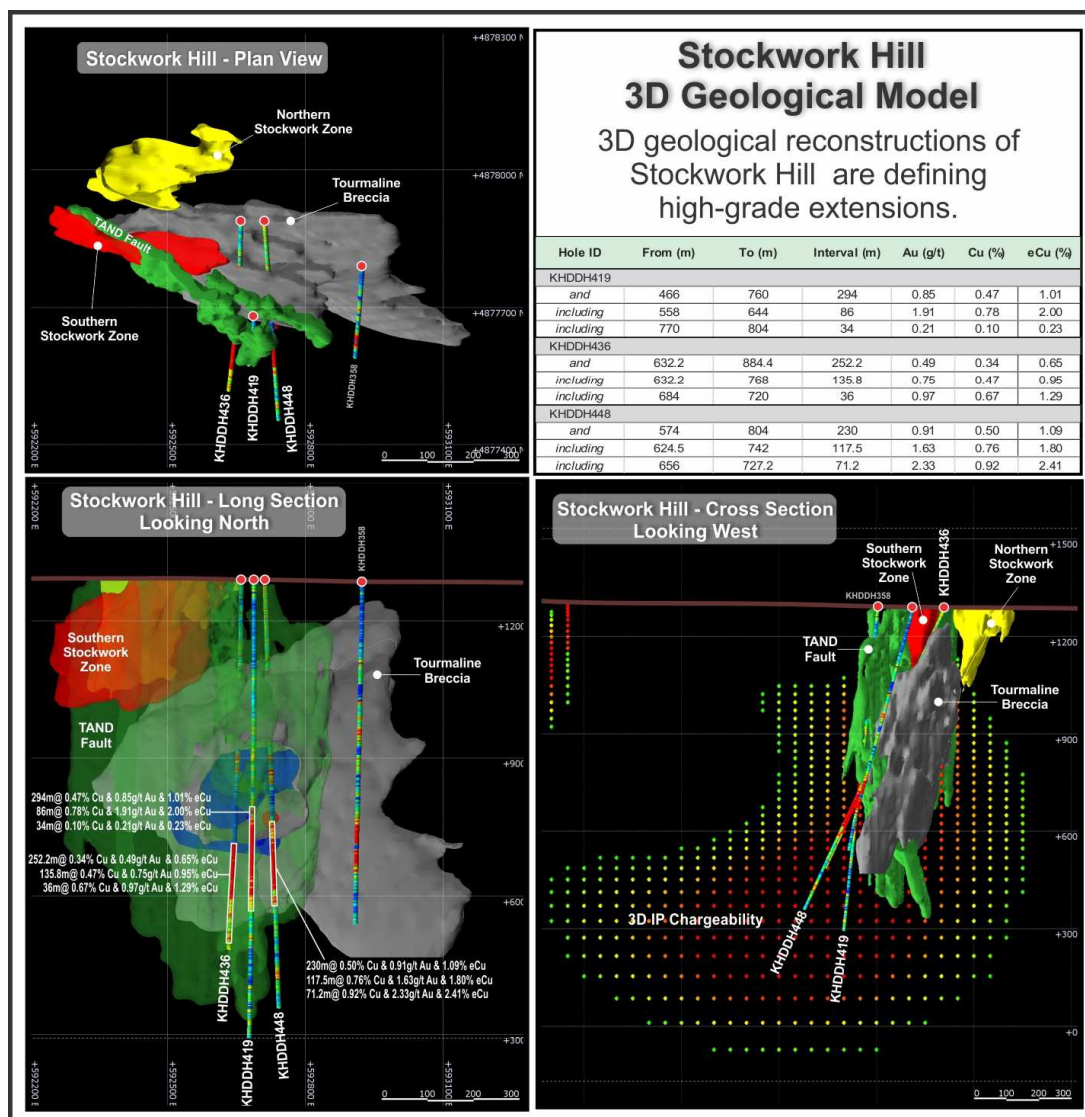 Stockwork Hill - Plan View
+4878300 N
Northern
Stockwork Zone
+4878000
Tourmaline
Breccia
TAND Fault
+4877700
Southern
Stockwork Zone
KHDDH436
KHDDH419
KHDDH448
KHDDH358
+592200 E
+592500 E
+592800 E
+593100 E
+4877400 N
0 100 200 300
Stockwork Hill
3D Geological Model
3D geological reconstructions of
Stockwork Hill are defining
high-grade extensions.
Hole ID From (m) To (m) Interval (m) Au (g/t) Cu (%) eCu (%)
KHDDH419
and 466 760 294 0.85 0.47 1.01
including 558 644 86 1.91 0.78 2.00
including 770 804 34 0.21 0.10 0.23
KHDDH436
and 632.2 884.4 252.2 0.49 0.34 0.65
including 632.2 768 135.8 0.75 0.47 0.95
including 684 720 36 0.97 0.67 1.29
KHDDH448
and 574 804 230 0.91 0.50 1.09
including 624.5 742 117.5 1.63 0.76 1.80
including 656 727.2 71.2 2.33 0.92 2.41
Stockwork Hill - Long Section
Looking North
+592200 E
+593100 E
KHDDH358
+1200
Southern
Stockwork
Zone
Tourmaline
Breccia
TAND
Fault
+900
294m@ 0.47% Cu & 0.85g/t Au & 1.01% eCu
86m@ 0.78% Cu & 1.91g/t Au & 2.00% eCu
34m@ 0.10% Cu & 0.21g/t Au & 0.23% eCu
252.2m@ 0.34% Cu & 0.49g/t Au & 0.65% eCu
135.8m@ 0.47% Cu & 0.75g/t Au 0.95% eCu
36m@ 0.67% Cu & 0.97g/t Au & 1.29% eCu
+600
230m@ 0.50% Cu & 0.91g/t Au & 1.09% eCu
117.5m@ 0.76% Cu & 1.63g/t Au & 1.80% eCu
71.2m@ 0.92% Cu & 2.33g/t Au & 2.41% eCu
KHDDH436
KHDDH419
KHDDH448
+300
+592200 E
+592500 E
+592800 E
+593100 E
0 100 200 300
Stockwork Hill - Cross Section
Looking West
+1500
Southern
Stockwork
Zone
KHDDH436
Northern
Stockwork
Zone
KHDDH358
+1200
TAND
Fault
Tourmaline
Breccia
+900
+600
3D IP Chargeability
KHDDH448
KHDDH419
+300
+0
0 100 200 300